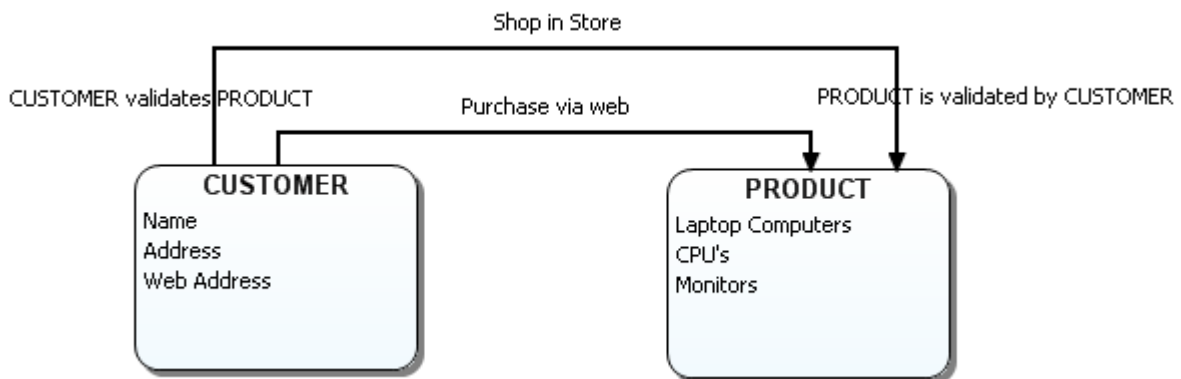 Shop in Store
CUSTOMER validates PRODUCT
PRODUCT is validated by CUSTOMER
Purchase via web
CUSTOMER
Name
Address
Web Address
PRODUCT
Laptop Computers
CPU's
Monitors